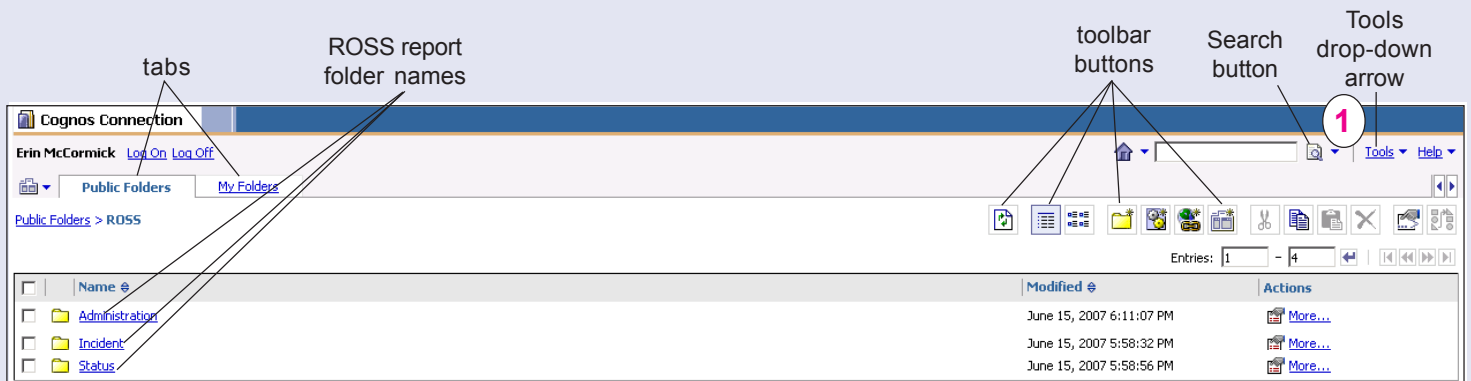 tabs
ROSS report
folder names
toolbar
buttons
Search
button
Tools
drop-down
arrow
1
Cognos Connection
Erin McCormick Log On Log Off
Tools Help
Public Folders My Folders
Public Folders > ROSS
Entries: 1 - 4
Name Modified Actions
Administration June 15, 2007 6:11:07 PM More...
Incident June 15, 2007 5:58:32 PM More...
Status June 15, 2007 5:58:56 PM More...